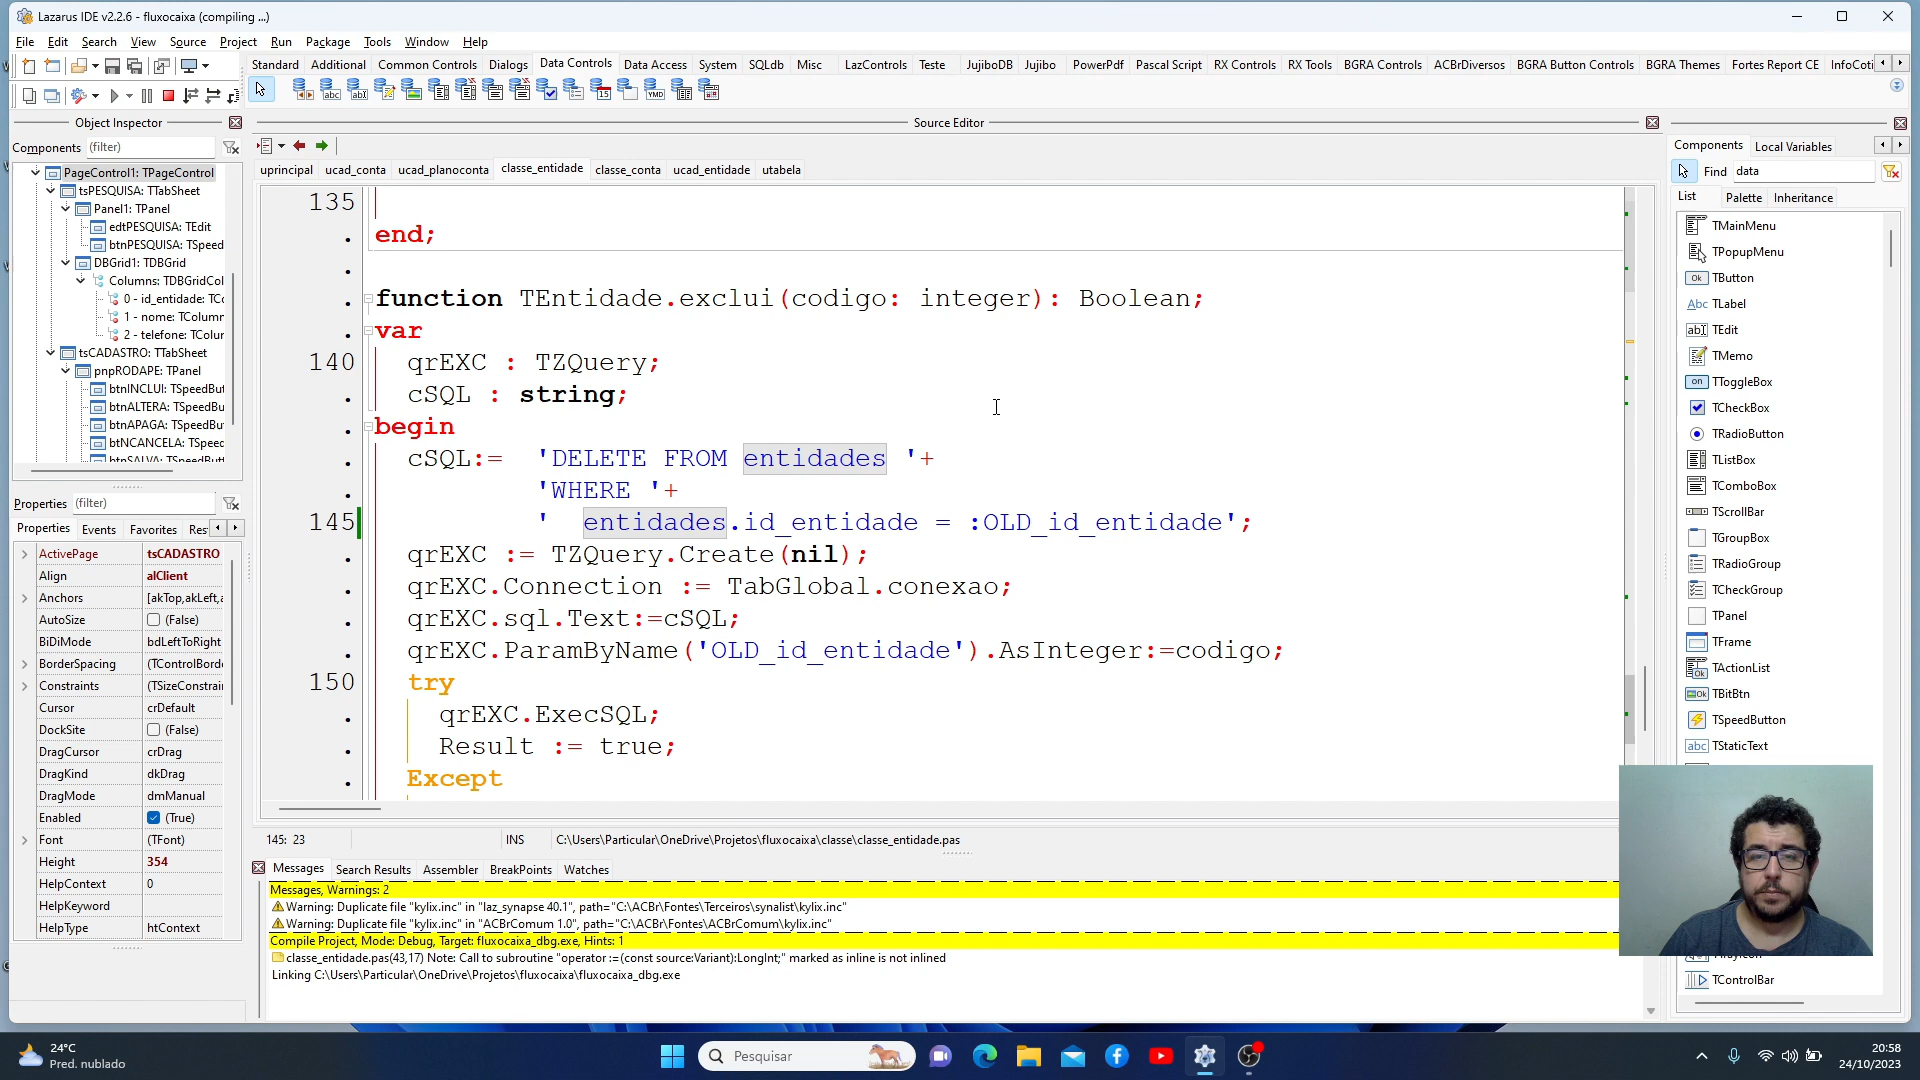 Lazarus IDE v2.2.6 - fluxocaixa (compiling ...)
File Edit Search View Source Project Run Package Tools Window Help
Standard Additional Common Controls Dialogs Data Controls Data Access System SQLdb Misc LazControls Teste JujiboDB Jujibo PowerPdf Pascal Script RX Controls RX Tools BGRA Controls ACBrDiversos BGRA Button Controls BGRA Themes Fortes Report CE InfoCoti
Object Inspector
Components (filter)
PageControl1: TPageControl
tsPESQUISA: TTabSheet
Panel1: TPanel
edtPESQUISA: TEdit
btnPESQUISA: TSpeed
DBGrid1: TDBGrid
Columns: TDBGridCol
0 - id_entidade: TCo
1 - nome: TColumn
2 - telefone: TColur
tsCADASTRO: TTabSheet
pnpRODAPE: TPanel
btnINCLUI: TSpeedBut
btnALTERA: TSpeedBu
btnAPAGA: TSpeedBut
btNCANCELA: TSpeed
btnSALVA: TSpeedButt
Properties (filter)
Properties Events Favorites Res
ActivePage tsCADASTRO
Align alClient
Anchors [akTop,akLeft,a
AutoSize (False)
BiDiMode bdLeftToRight
BorderSpacing (TControlBorde
Constraints (TSizeConstrain
Cursor crDefault
DockSite (False)
DragCursor crDrag
DragKind dkDrag
DragMode dmManual
Enabled (True)
Font (TFont)
Height 354
HelpContext 0
HelpKeyword
HelpType htContext
Source Editor
uprincipal ucad_conta ucad_planoconta classe_entidade classe_conta ucad_entidade utabela
135
end;
function TEntidade.exclui(codigo: integer): Boolean;
var
140 qrEXC : TZQuery;
cSQL : string;
begin
cSQL:= 'DELETE FROM entidades '+
'WHERE '+
145 ' entidades.id_entidade = :OLD_id_entidade';
qrEXC := TZQuery.Create(nil);
qrEXC.Connection := TabGlobal.conexao;
qrEXC.sql.Text:=cSQL;
qrEXC.ParamByName('OLD_id_entidade').AsInteger:=codigo;
150 try
qrEXC.ExecSQL;
Result := true;
Except
145: 23 INS C:\Users\Particular\OneDrive\Projetos\fluxocaixa\classe\classe_entidade.pas
Messages Search Results Assembler BreakPoints Watches
Messages, Warnings: 2
Warning: Duplicate file "kylix.inc" in "laz_synapse 40.1", path="C:\ACBr\Fontes\Terceiros\synalist\kylix.inc"
Warning: Duplicate file "kylix.inc" in "ACBrComum 1.0", path="C:\ACBr\Fontes\ACBrComum\kylix.inc"
Compile Project, Mode: Debug, Target: fluxocaixa_dbg.exe, Hints: 1
classe_entidade.pas(43,17) Note: Call to subroutine "operator :=(const source:Variant):LongInt;" marked as inline is not inlined
Linking C:\Users\Particular\OneDrive\Projetos\fluxocaixa\fluxocaixa_dbg.exe
Components Local Variables
Find data
List Palette Inheritance
TMainMenu
TPopupMenu
TButton
TLabel
TEdit
TMemo
TToggleBox
TCheckBox
TRadioButton
TListBox
TComboBox
TScrollBar
TGroupBox
TRadioGroup
TCheckGroup
TPanel
TFrame
TActionList
TBitBtn
TSpeedButton
TStaticText
TControlBar
24°C
Pred. nublado
Pesquisar
20:58
24/10/2023